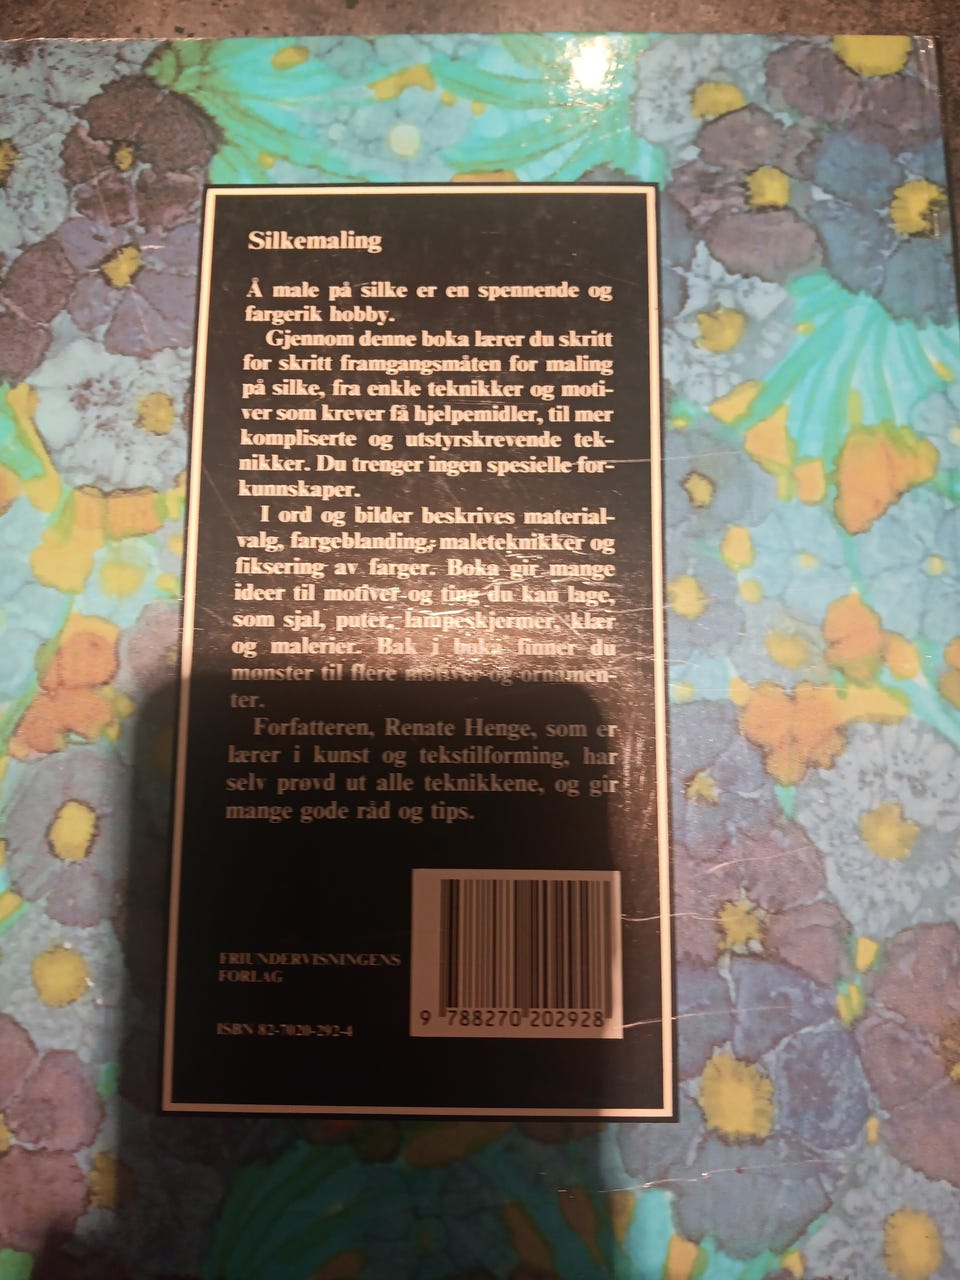 Silkemaling
Å male på silke er en spennende og
fargerik hobby.
Gjennom denne boka lærer du skritt
for skritt framgangsmåten for maling
på silke, fra enkle teknikker og moti-
ver som krever få hjelpemidler, til mer
kompliserte og utstyrskrevende tek-
nikker. Du trenger ingen spesielle for-
kunnskaper.
I ord og bilder beskrives material-
valg, fargeblanding, maleteknikker og
fiksering av farger. Boka gir mange
ideer til motiver og ting du kan lage,
som sjal, puter, lampeskjermer, klær
og malerier. Bak i boka finner du
mønster til flere motiver og ornamen-
ter.
Forfatteren, Renate Henge, som er
lærer i kunst og tekstilforming, har
selv prøvd ut alle teknikkene, og gir
mange gode råd og tips.
FRIUNDERVISNINGENS
FORLAG
ISBN 82-7020-292-4
9 788270 202928